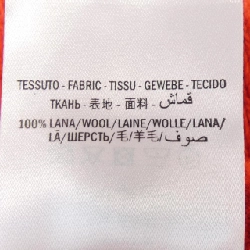 TESSUTO - FABRIC - TISSU - GEWEBE - TECIDO
ТКАНЬ - 表地 - 面料 - قماش
100% LANA/WOOL/LAINE/WOLLE/LANA/
LÃ/ШЕРСТЬ/毛/羊毛/صوف/